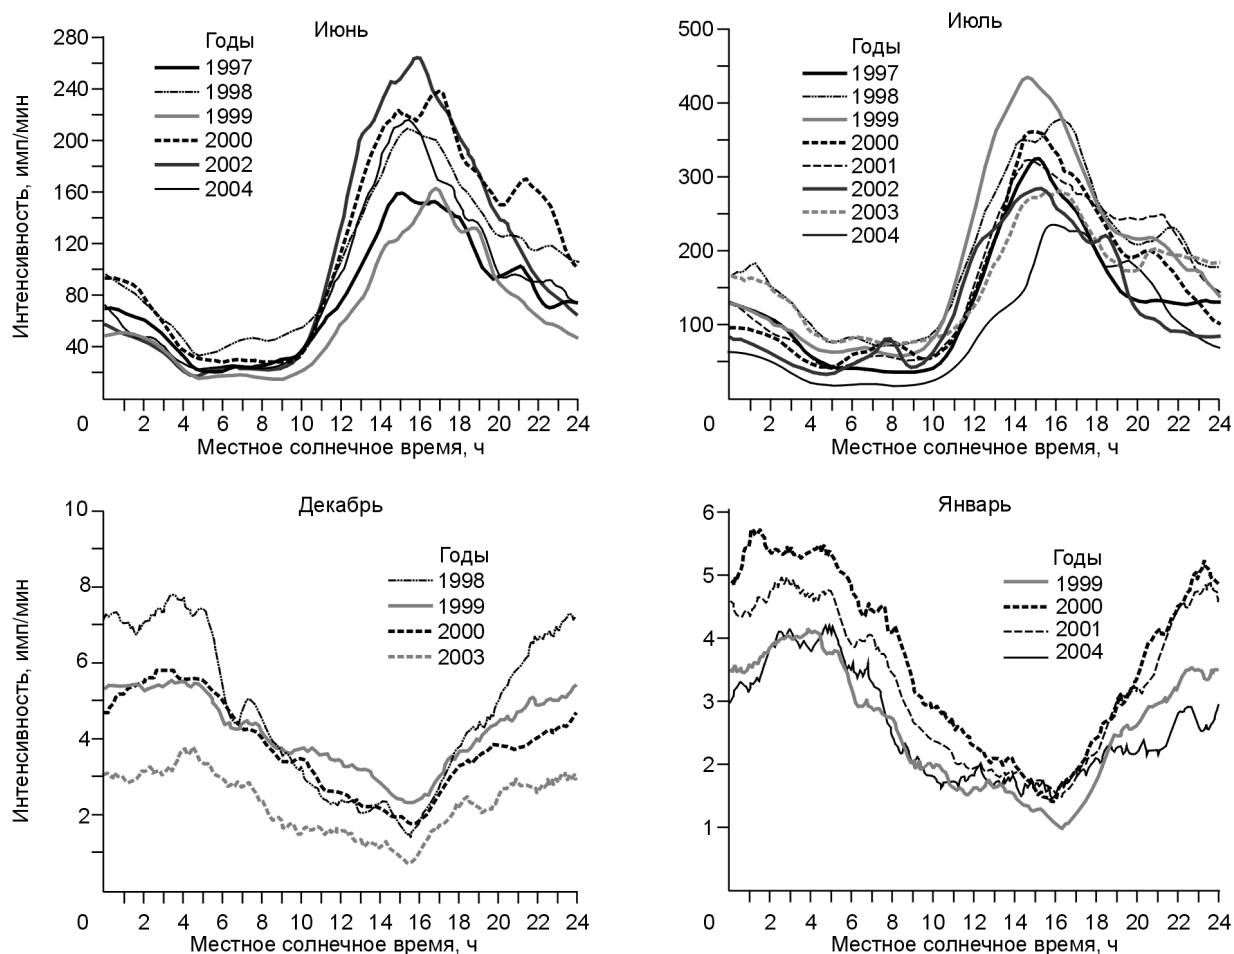 Июнь
Интенсивность, имп/мин
280
240
200
160
120
80
40
Годы
1997
1998
1999
2000
2002
2004
0 2 4 6 8 10 12 14 16 18 20 22 24
Местное солнечное время, ч
Июль
500
400
300
200
100
Годы
1997
1998
1999
2000
2001
2002
2003
2004
0 2 4 6 8 10 12 14 16 18 20 22 24
Местное солнечное время, ч
Декабрь
Интенсивность, имп/мин
10
8
6
4
2
Годы
1998
1999
2000
2003
0 2 4 6 8 10 12 14 16 18 20 22 24
Местное солнечное время, ч
Январь
6
5
4
3
2
1
Годы
1999
2000
2001
2004
0 2 4 6 8 10 12 14 16 18 20 22 24
Местное солнечное время, ч